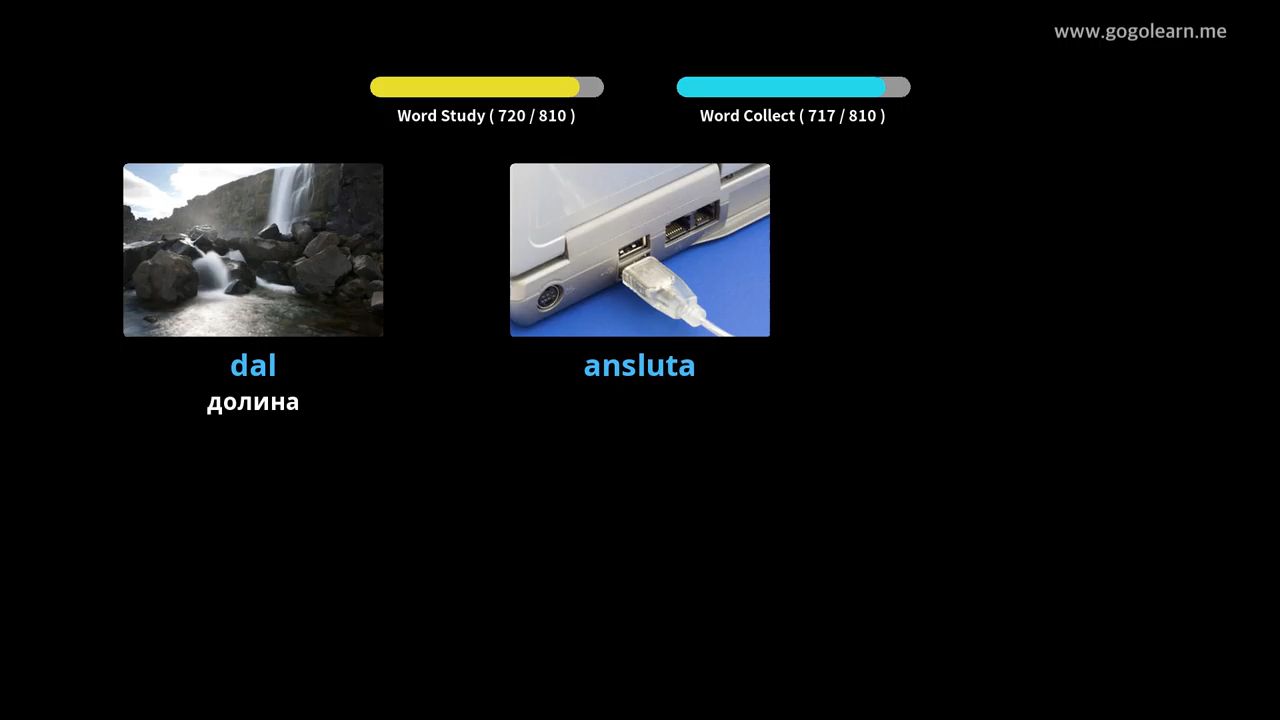 www.gogolearn.me
Word Study ( 720 / 810 )
Word Collect ( 717 / 810 )
dal
долина
ansluta